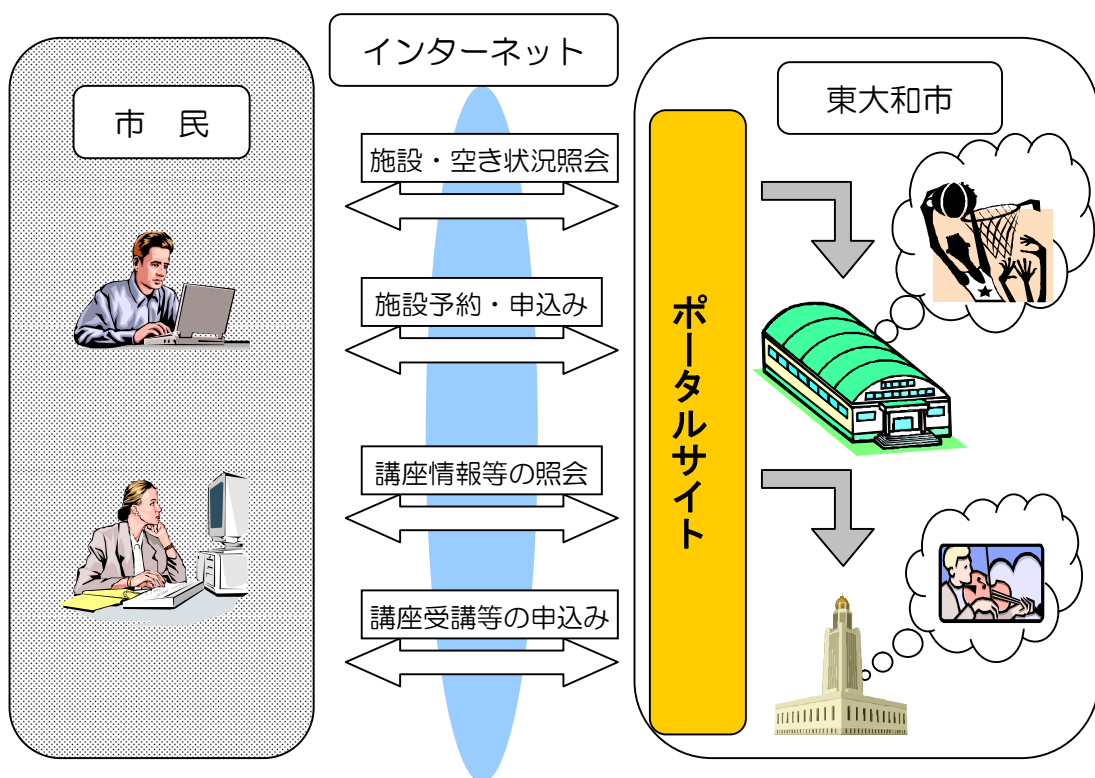 インターネット
市　民
東大和市
施設・空き状況照会
施設予約・申込み
講座情報等の照会
講座受講等の申込み
ポータルサイト